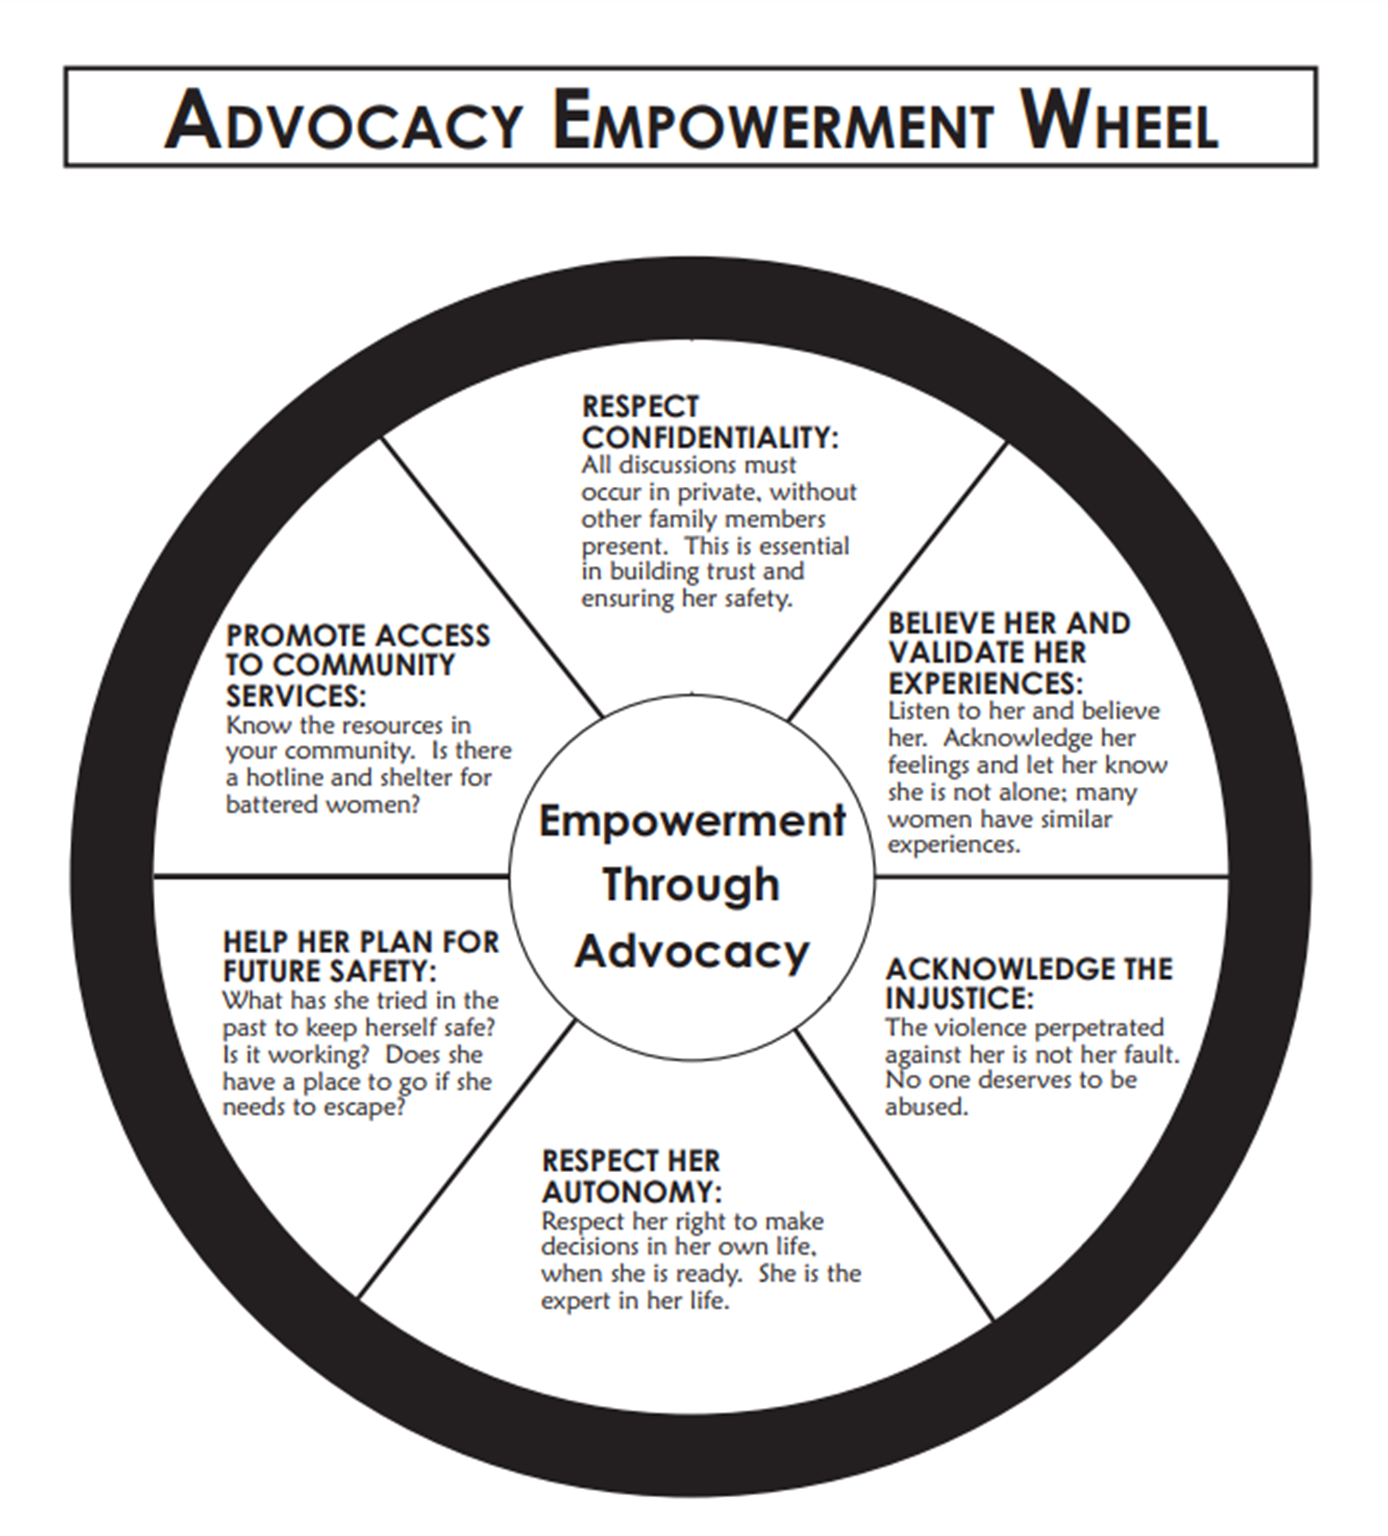 ADVOCACY EMPOWERMENT WHEEL
RESPECT
CONFIDENTIALITY:
All discussions must
occur in private, without
other family members
present.  This is essential
in building trust and
ensuring her safety.
BELIEVE HER AND
VALIDATE HER
EXPERIENCES:
Listen to her and believe
her.  Acknowledge her
feelings and let her know
she is not alone; many
women have similar
experiences.
ACKNOWLEDGE THE
INJUSTICE:
The violence perpetrated
against her is not her fault.
No one deserves to be
abused.
RESPECT HER
AUTONOMY:
Respect her right to make
decisions in her own life,
when she is ready.  She is the
expert in her life.
HELP HER PLAN FOR
FUTURE SAFETY:
What has she tried in the
past to keep herself safe?
Is it working?  Does she
have a place to go if she
needs to escape?
PROMOTE ACCESS
TO COMMUNITY
SERVICES:
Know the resources in
your community.  Is there
a hotline and shelter for
battered women?
Empowerment
Through
Advocacy